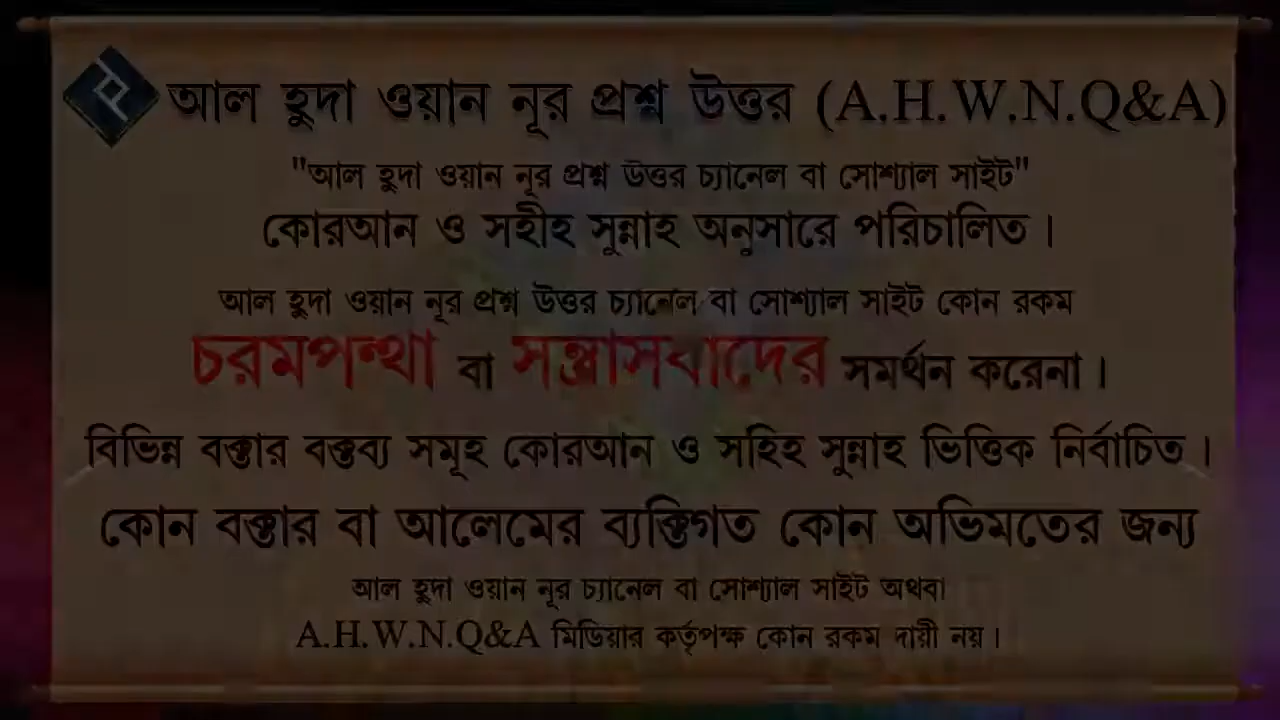 আল হুদা ওয়ান নূর প্রশ্ন উত্তর (A.H.W.N.Q&A)
"আল হুদা ওয়ান নূর প্রশ্ন উত্তর চ্যানেল বা সোশ্যাল সাইট"
কোরআন ও সহীহ সুন্নাহ অনুসারে পরিচালিত।
আল হুদা ওয়ান নূর প্রশ্ন উত্তর চ্যানেল বা সোশ্যাল সাইট কোন রকম
চরমপন্থা বা সন্ত্রাসবাদের সমর্থন করেনা।
বিভিন্ন বক্তার বক্তব্য সমূহ কোরআন ও সহিহ সুন্নাহ ভিত্তিক নির্বাচিত।
কোন বক্তার বা আলেমের ব্যক্তিগত কোন অভিমতের জন্য
আল হুদা ওয়ান নূর চ্যানেল বা সোশ্যাল সাইট অথবা
A.H.W.N.Q&A মিডিয়ার কর্তৃপক্ষ কোন রকম দায়ী নয়।